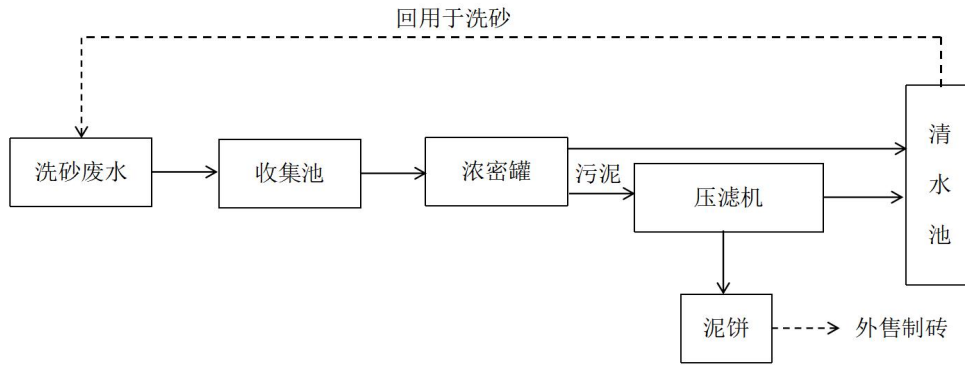 回用于洗砂
洗砂废水
收集池
浓密罐
污泥
压滤机
清水池
泥饼
外售制砖